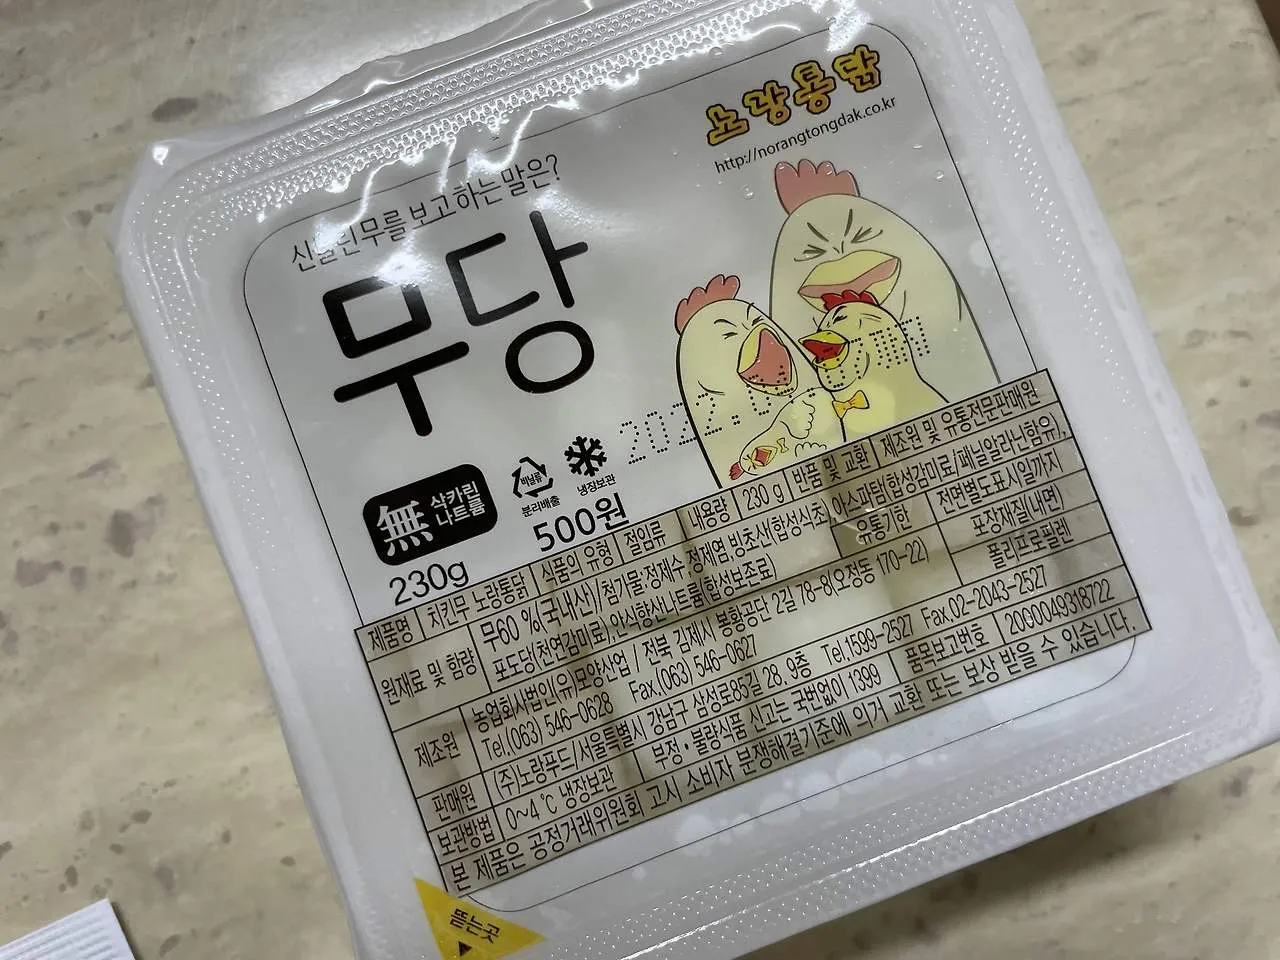 노랑통닭
http://norangtongdak.co.kr
신들린 무를 보고 하는 말은?
무당
無 삭카린 나트륨
비닐류
분리배출
냉장보관
230g
500원
2022.
제품명 치킨무 노랑통닭 식품의 유형 절임류 내용량 230 g 반품 및 교환 제조원 및 유통전문판매원
원재료 및 함량 무60 %(국내산)/첨가물:정제수, 정제염, 빙초산(합성식초), 아스파탐(합성감미료/페닐알라닌함유),
포도당(천연감미료), 안식향산나트륨(합성보존료) 유통기한 전면별도표시일까지
제조원 농업회사법인(유)모양산업 / 전북 김제시 봉황공단 2길 78-8(오정동 170-22) 포장재질(내면)
Tel.(063) 546-0628 Fax.(063) 546-0627 폴리프로필렌
판매원 (주)노랑푸드/서울특별시 강남구 삼성로85길 28, 9층 Tel.1599-2527 Fax.02-2043-2527
보관방법 0~4℃ 냉장보관 부정·불량식품 신고는 국번없이 1399 품목보고번호 2000049318722
본 제품은 공정거래위원회 고시 소비자 분쟁해결기준에 의거 교환 또는 보상 받을 수 있습니다.
뜯는곳